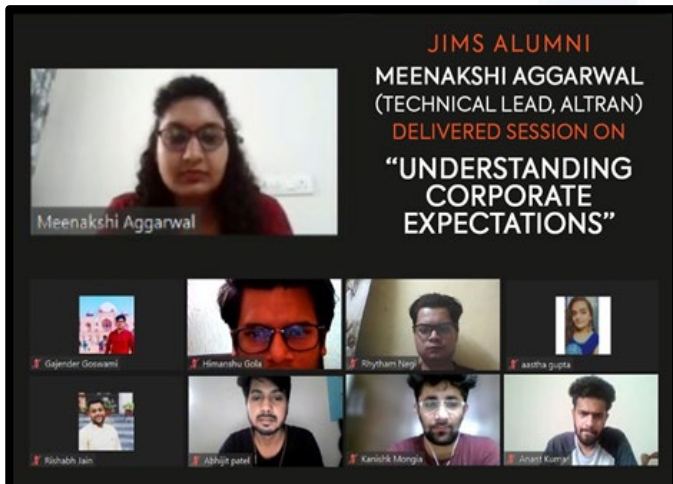 JIMS ALUMNI
MEENAKSHI AGGARWAL
(TECHNICAL LEAD, ALTRAN)
DELIVERED SESSION ON
“UNDERSTANDING
CORPORATE
EXPECTATIONS”
Meenakshi Aggarwal
Gajender Goswami
Himanshu Gola
Rhytham Negi
aastha gupta
Rishabh Jain
Abhijit patel
Kanishk Mongia
Anant Kumar